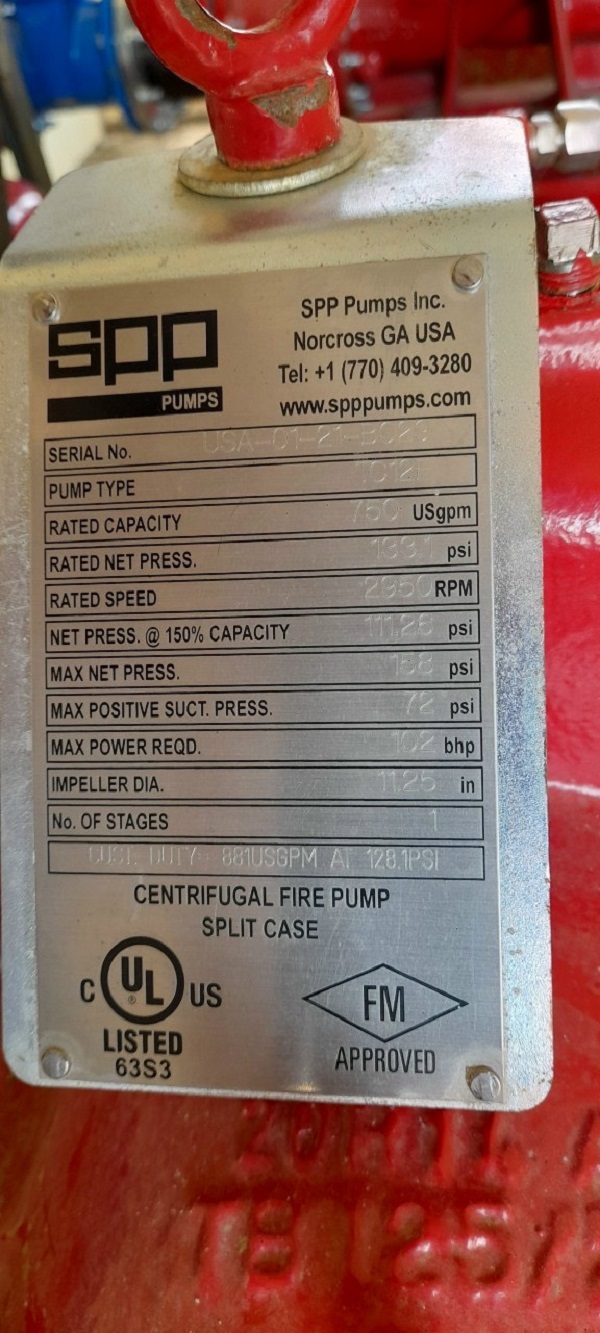 spp
PUMPS
SPP Pumps Inc.
Norcross GA USA
Tel: +1 (770) 409-3280
www.spppumps.com
SERIAL No.
PUMP TYPE
RATED CAPACITY 750 USgpm
RATED NET PRESS. 133.1 psi
RATED SPEED 2950 RPM
NET PRESS. @ 150% CAPACITY 111.26 psi
MAX NET PRESS. 158 psi
MAX POSITIVE SUCT. PRESS. 72 psi
MAX POWER REQD. 102 bhp
IMPELLER DIA. 11.25 in
No. OF STAGES 1
CUST. DUTY- 881USGPM AT 128.1PSI
CENTRIFUGAL FIRE PUMP
SPLIT CASE
C UL ® US
LISTED
63S3
FM
APPROVED